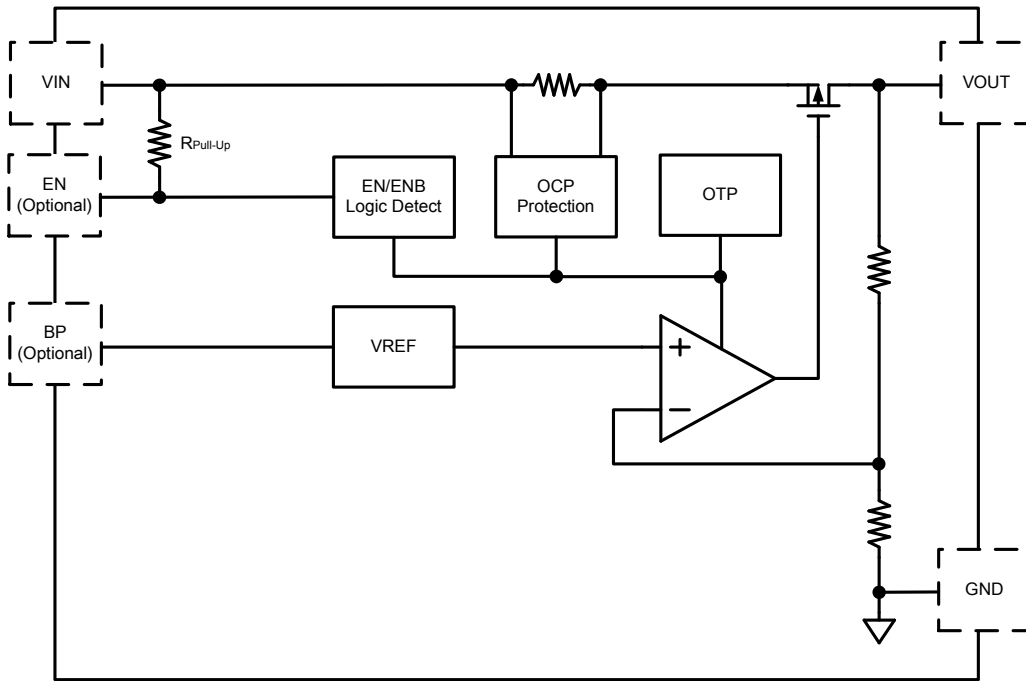 VIN
VOUT
RPull-Up
EN
(Optional)
EN/ENB
Logic Detect
OCP
Protection
OTP
BP
(Optional)
VREF
+
−
GND